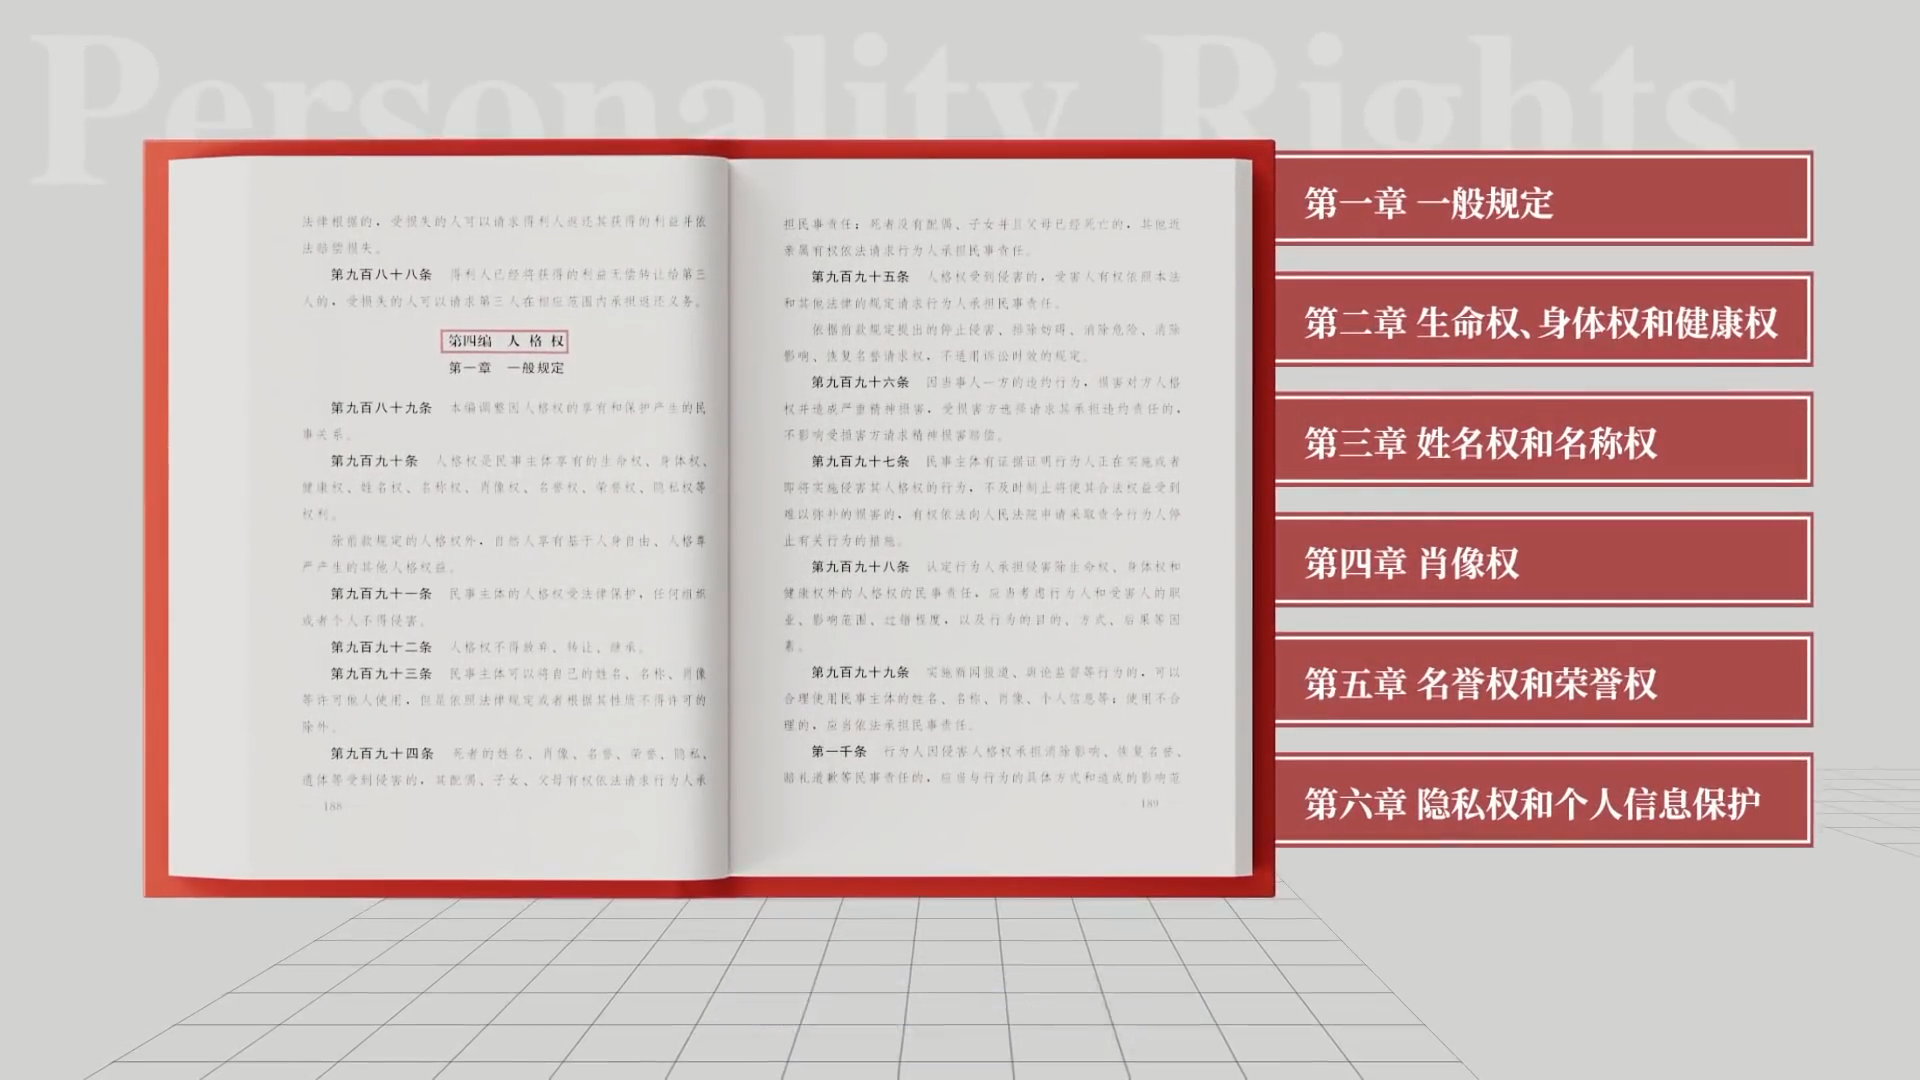 Personality Rights
法律根据的，受损失的人可以请求得利人返还其获得的利益并依
法赔偿损失。
第九百八十八条 得利人已经将获得的利益无偿转让给第三
人的，受损失的人可以请求第三人在相应范围内承担返还义务。
第四编 人格权
第一章 一般规定
第九百八十九条 本编调整因人格权的享有和保护产生的民
事关系。
第九百九十条 人格权是民事主体享有的生命权、身体权、
健康权、姓名权、名称权、肖像权、名誉权、荣誉权、隐私权等
权利。
除前款规定的人格权外，自然人享有基于人身自由、人格尊
严产生的其他人格权益。
第九百九十一条 民事主体的人格权受法律保护，任何组织
或者个人不得侵害。
第九百九十二条 人格权不得放弃、转让、继承。
第九百九十三条 民事主体可以将自己的姓名、名称、肖像
等许可他人使用，但是依照法律规定或者根据其性质不得许可的
除外。
第九百九十四条 死者的姓名、肖像、名誉、荣誉、隐私、
遗体等受到侵害的，其配偶、子女、父母有权依法请求行为人承
188
担民事责任；死者没有配偶、子女并且父母已经死亡的，其他近
亲属有权依法请求行为人承担民事责任。
第九百九十五条 人格权受到侵害的，受害人有权依照本法
和其他法律的规定请求行为人承担民事责任。
依据前款规定提出的停止侵害、排除妨碍、消除危险、消除
影响、恢复名誉请求权，不适用诉讼时效的规定。
第九百九十六条 因当事人一方的违约行为，损害对方人格
权并造成严重精神损害，受损害方选择请求其承担违约责任的，
不影响受损害方请求精神损害赔偿。
第九百九十七条 民事主体有证据证明行为人正在实施或者
即将实施侵害其人格权的行为，不及时制止将使其合法权益受到
难以弥补的损害的，有权依法向人民法院申请采取责令行为人停
止有关行为的措施。
第九百九十八条 认定行为人承担侵害除生命权、身体权和
健康权外的人格权的民事责任，应当考虑行为人和受害人的职
业、影响范围、过错程度，以及行为的目的、方式、后果等因
素。
第九百九十九条 实施新闻报道、舆论监督等行为的，可以
合理使用民事主体的姓名、名称、肖像、个人信息等；使用不合
理的，应当依法承担民事责任。
第一千条 行为人因侵害人格权承担消除影响、恢复名誉、
赔礼道歉等民事责任的，应当与行为的具体方式和造成的影响范
189
第一章 一般规定
第二章 生命权、身体权和健康权
第三章 姓名权和名称权
第四章 肖像权
第五章 名誉权和荣誉权
第六章 隐私权和个人信息保护